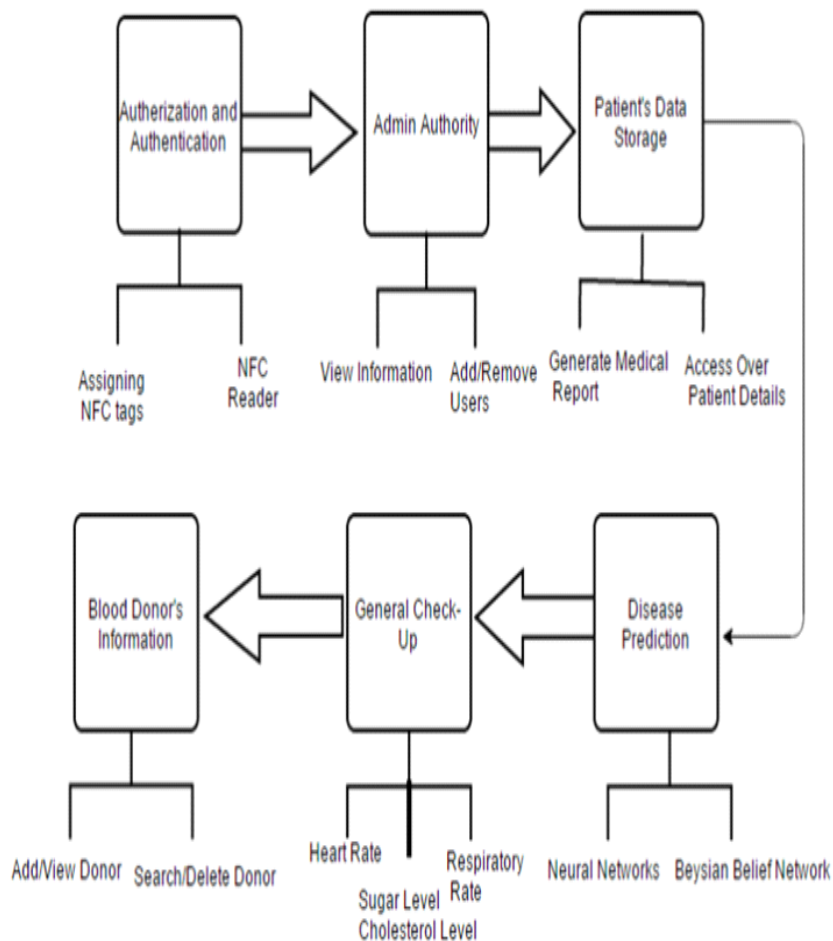 Autherization and
Authentication
Admin Authority
Patient's Data
Storage
Assigning
NFC tags
NFC
Reader
View Information
Add/Remove
Users
Generate Medical
Report
Access Over
Patient Details
Blood Donor's
Information
General Check-
Up
Disease
Prediction
Add/View Donor
Search/Delete Donor
Heart Rate
Sugar Level
Cholesterol Level
Respiratory
Rate
Neural Networks
Beysian Belief Network